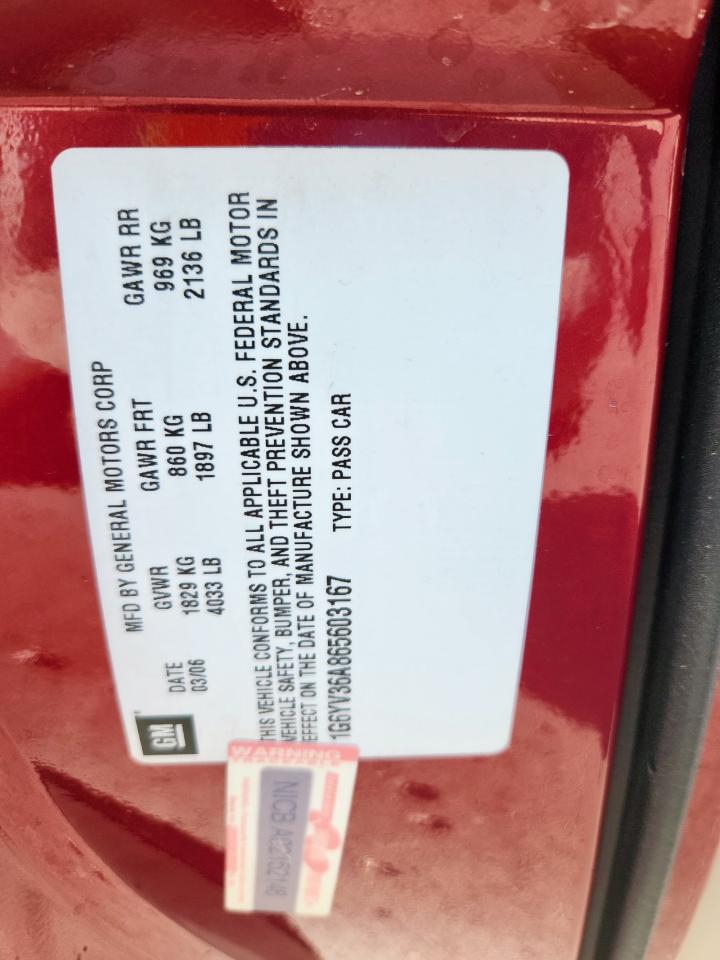 MFD BY GENERAL MOTORS CORP
GM
DATE GVWR GAWR FRT GAWR RR
03/06 1829 KG 860 KG 969 KG
4033 LB 1897 LB 2136 LB
THIS VEHICLE CONFORMS TO ALL APPLICABLE U.S. FEDERAL MOTOR
VEHICLE SAFETY, BUMPER, AND THEFT PREVENTION STANDARDS IN
EFFECT ON THE DATE OF MANUFACTURE SHOWN ABOVE.
1G6YV36A865603167 TYPE: PASS CAR
WARNING
NICB